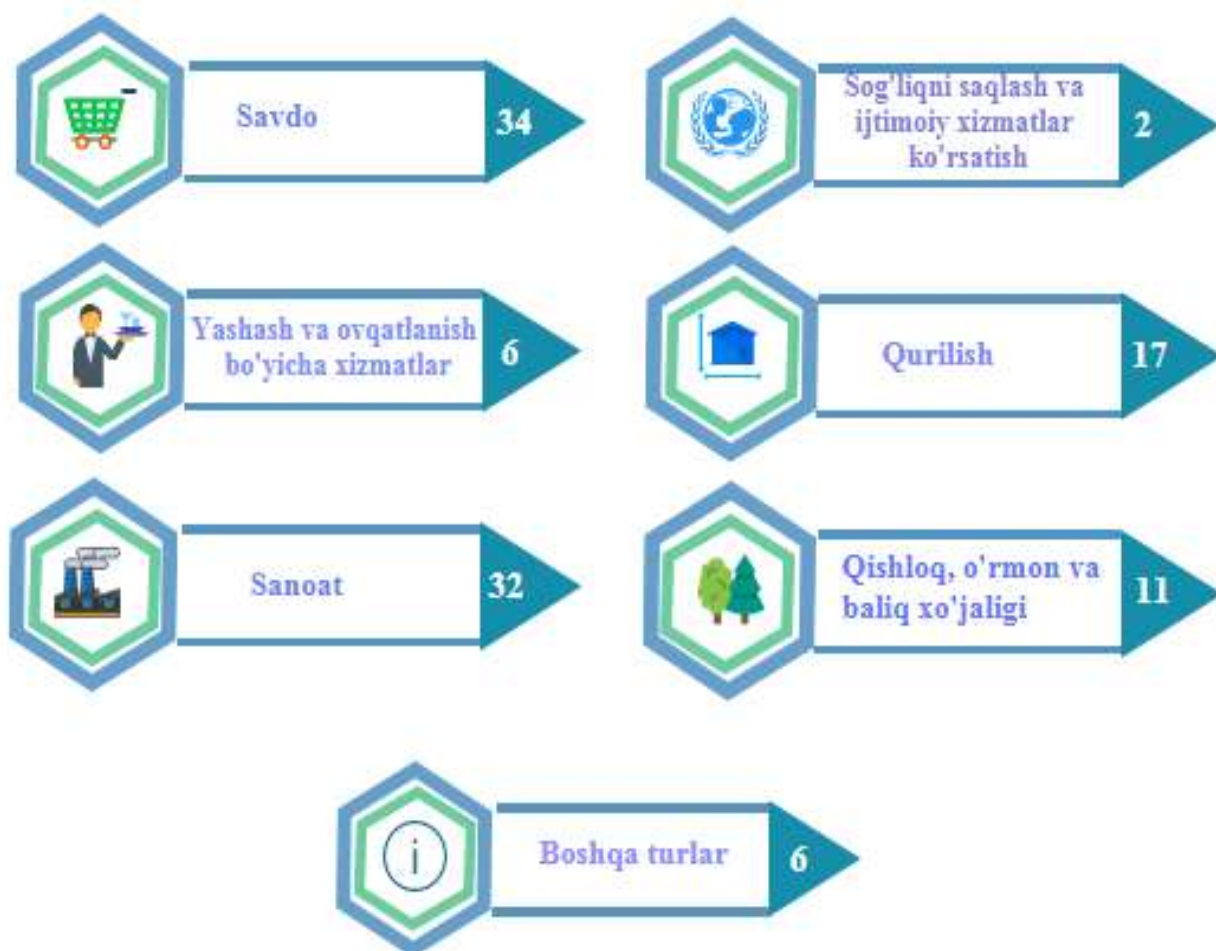 Savdo
34
Sog'liqni saqlash va
ijtimoiy xizmatlar
ko'rsatish
2
Yashash va ovqatlanish
bo'yicha xizmatlar
6
Qurilish
17
Sanoat
32
Qishloq, o'rmon va
baliq xo'jaligi
11
i
Boshqa turlar
6